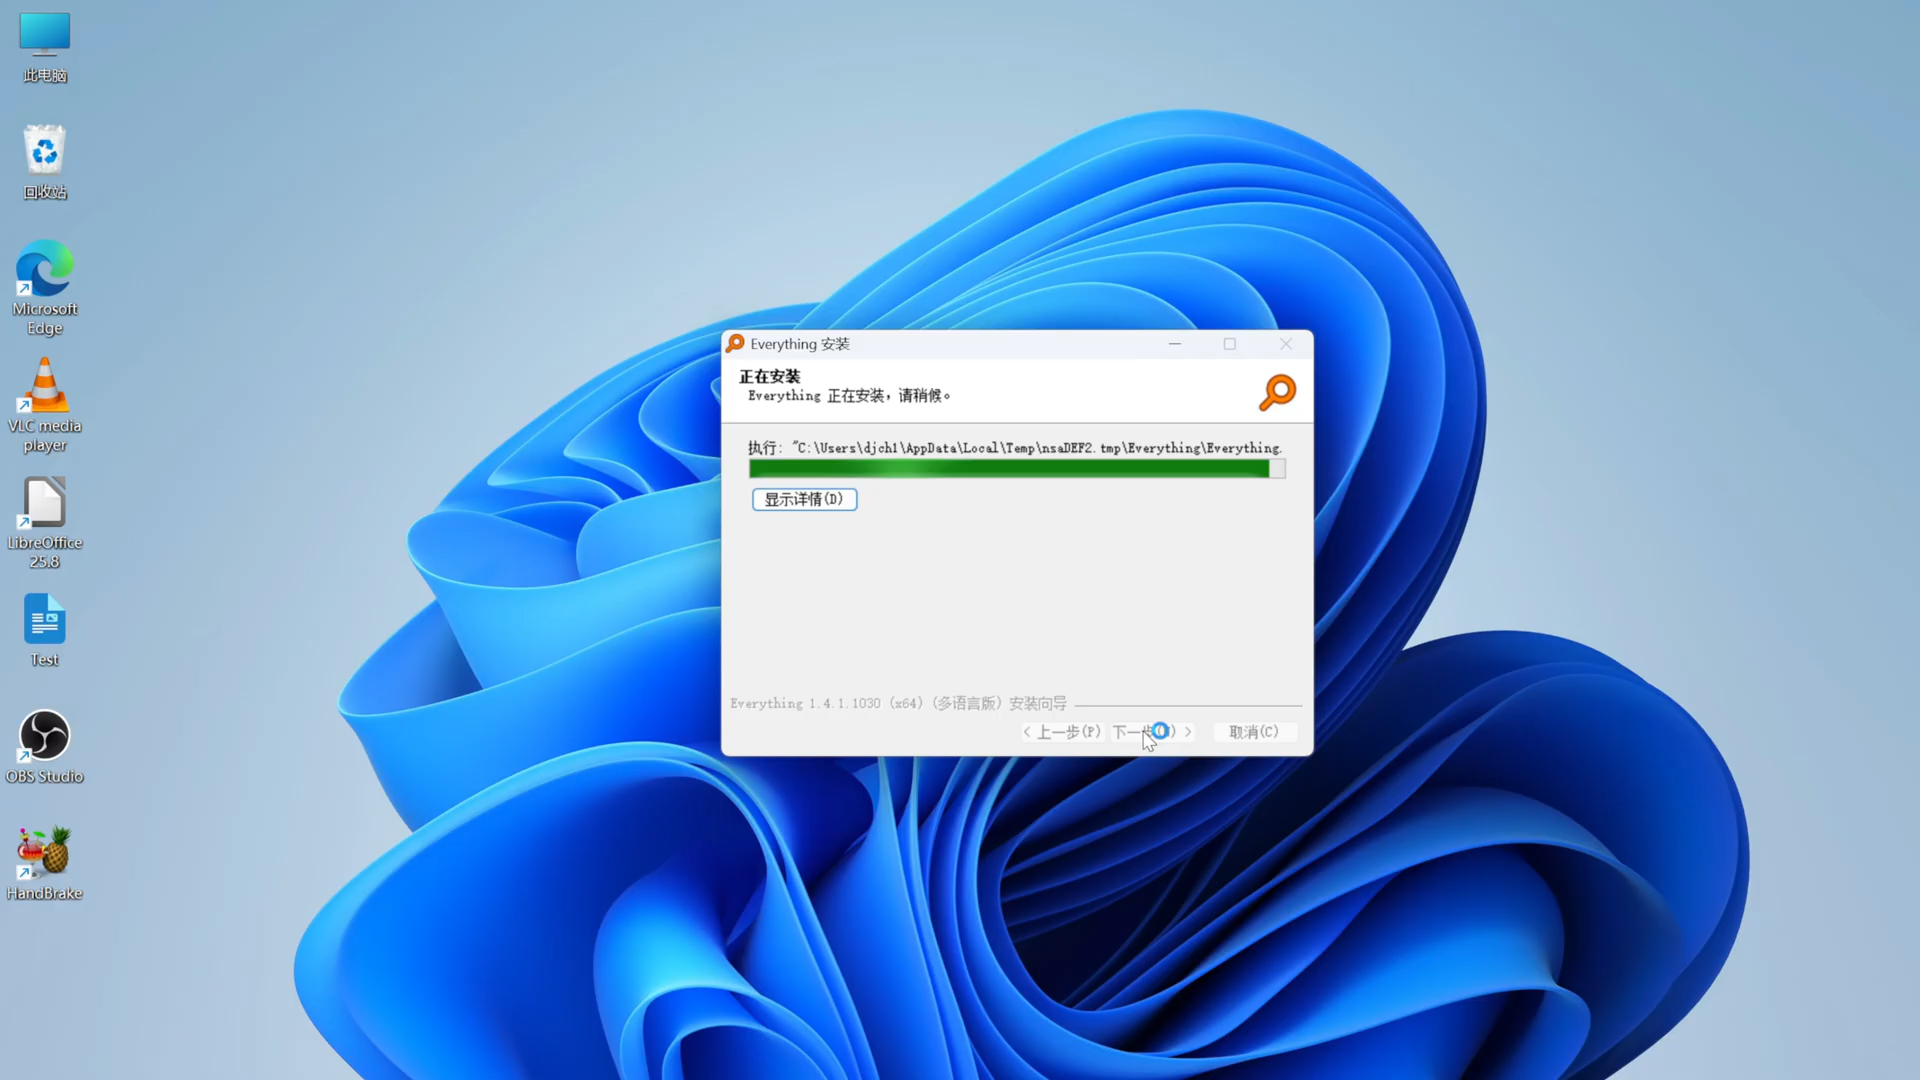 此电脑
回收站
Microsoft
Edge
VLC media
player
LibreOffice
25.8
Test
OBS Studio
HandBrake
Everything 安装
正在安装
Everything 正在安装，请稍候。
执行: "C:\Users\djch1\AppData\Local\Temp\nsaDEF2.tmp\Everything\Everything.
显示详情(D)
Everything 1.4.1.1030 (x64) (多语言版) 安装向导
< 上一步(P)
下一步(N) >
取消(C)